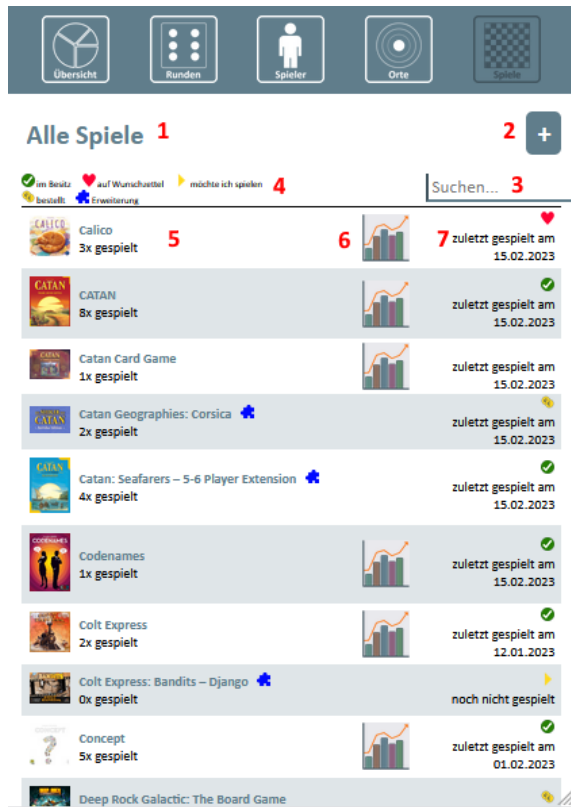 Übersicht
Runden
Spieler
Orte
Spiele
Alle Spiele 1
2 +
im Besitz auf Wunschzettel möchte ich spielen 4
bestellt Erweiterung
Suchen... 3
CALICO
Calico
3x gespielt 5
6
7 zuletzt gespielt am
15.02.2023
CATAN
CATAN
8x gespielt
zuletzt gespielt am
15.02.2023
CATAN
Catan Card Game
1x gespielt
zuletzt gespielt am
15.02.2023
CATAN
Catan Geographies: Corsica
2x gespielt
zuletzt gespielt am
15.02.2023
CATAN
Catan: Seafarers – 5-6 Player Extension
4x gespielt
zuletzt gespielt am
15.02.2023
CODENAMES
Codenames
1x gespielt
zuletzt gespielt am
15.02.2023
Colt Express
2x gespielt
zuletzt gespielt am
12.01.2023
Colt Express: Bandits – Django
0x gespielt
noch nicht gespielt
?
Concept
5x gespielt
zuletzt gespielt am
01.02.2023
Deep Rock Galactic: The Board Game